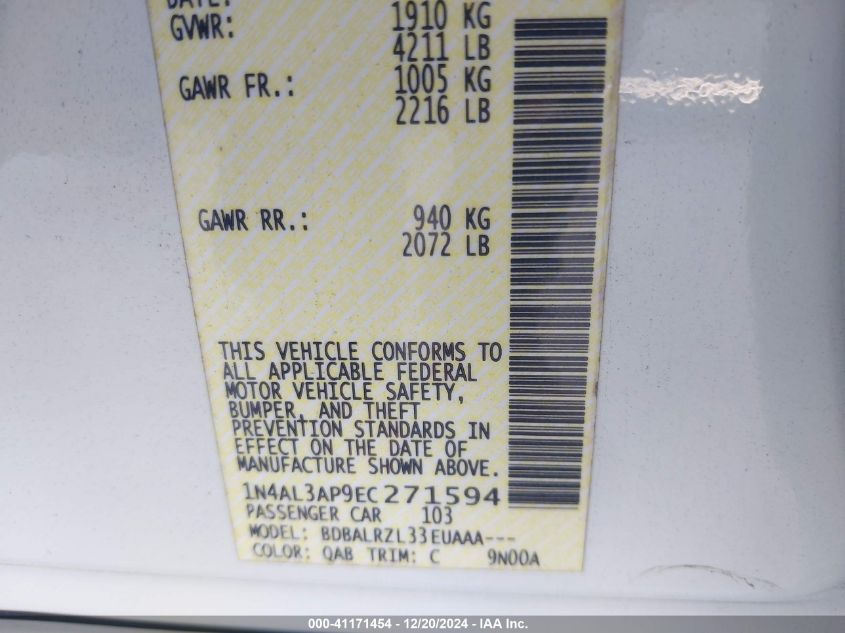 DATE:
GVWR: 1910 KG
4211 LB
GAWR FR.: 1005 KG
2216 LB
GAWR RR.: 940 KG
2072 LB
THIS VEHICLE CONFORMS TO
ALL APPLICABLE FEDERAL
MOTOR VEHICLE SAFETY,
BUMPER, AND THEFT
PREVENTION STANDARDS IN
EFFECT ON THE DATE OF
MANUFACTURE SHOWN ABOVE.
1N4AL3AP9EC271594
PASSENGER CAR 103
MODEL: BDBALRZL33EUAAA---
COLOR: QAB TRIM: C 9N00A
000-41171454 - 12/20/2024 - IAA Inc.